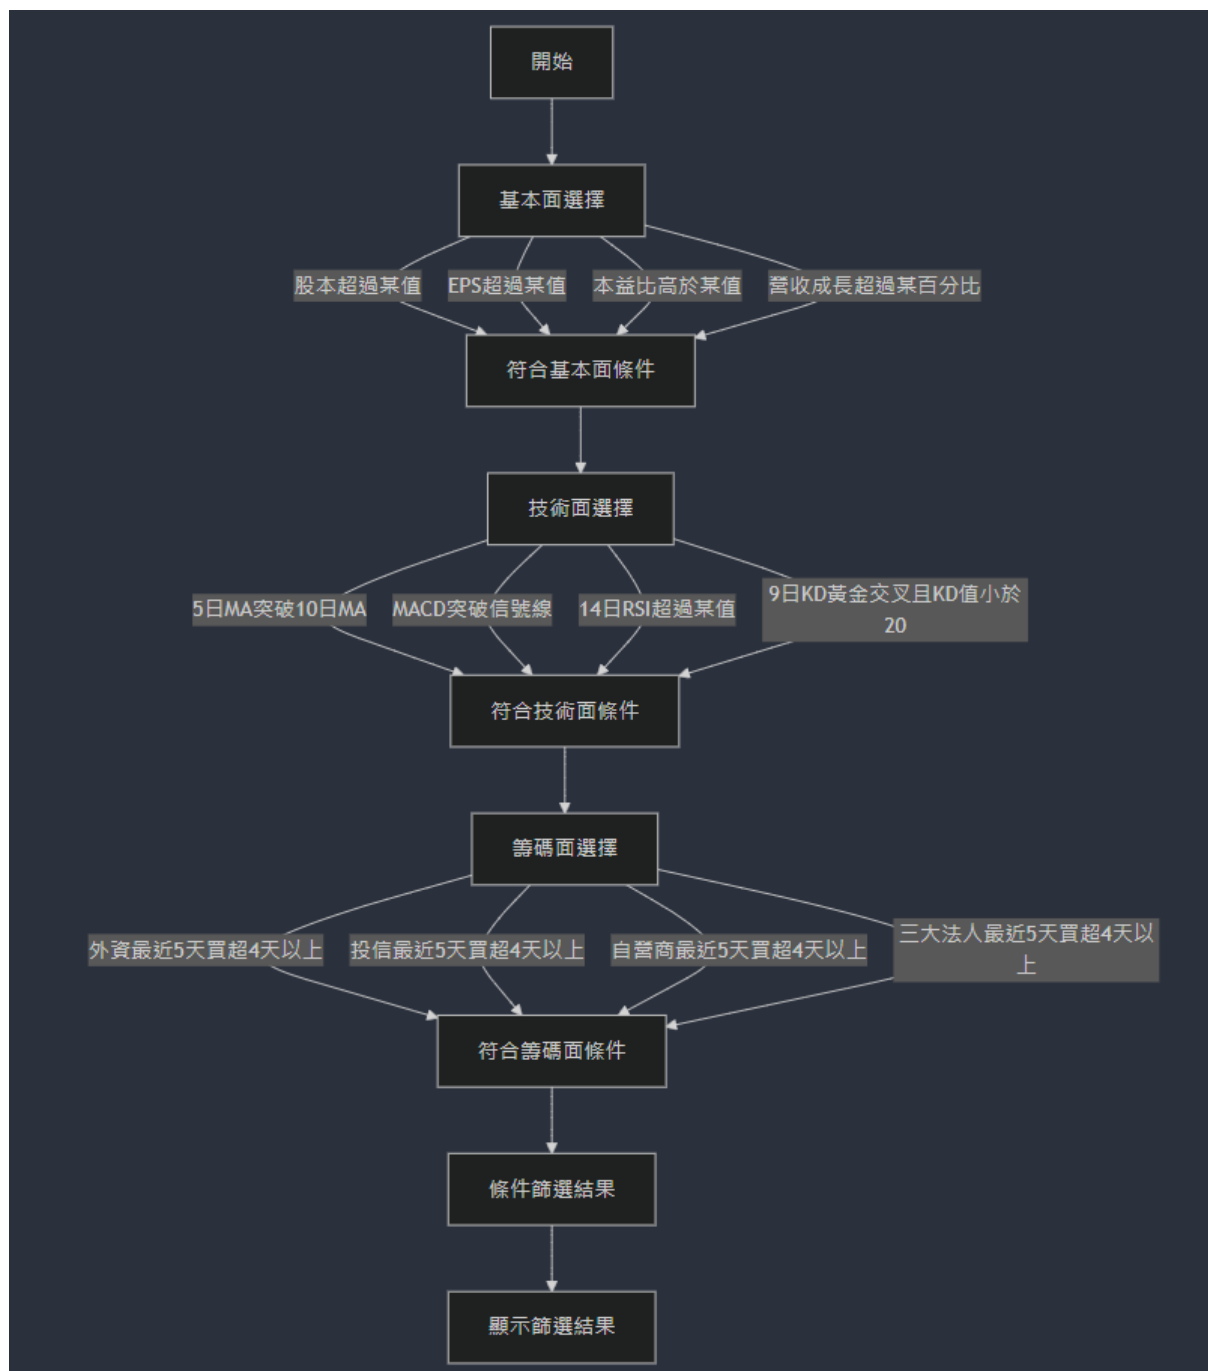 開始
基本面選擇
股本超過某值
EPS超過某值
本益比高於某值
營收成長超過某百分比
符合基本面條件
技術面選擇
5日MA突破10日MA
MACD突破信號線
14日RSI超過某值
9日KD黃金交叉且KD值小於
20
符合技術面條件
籌碼面選擇
外資最近5天買超4天以上
投信最近5天買超4天以上
自營商最近5天買超4天以上
三大法人最近5天買超4天以
上
符合籌碼面條件
條件篩選結果
顯示篩選結果